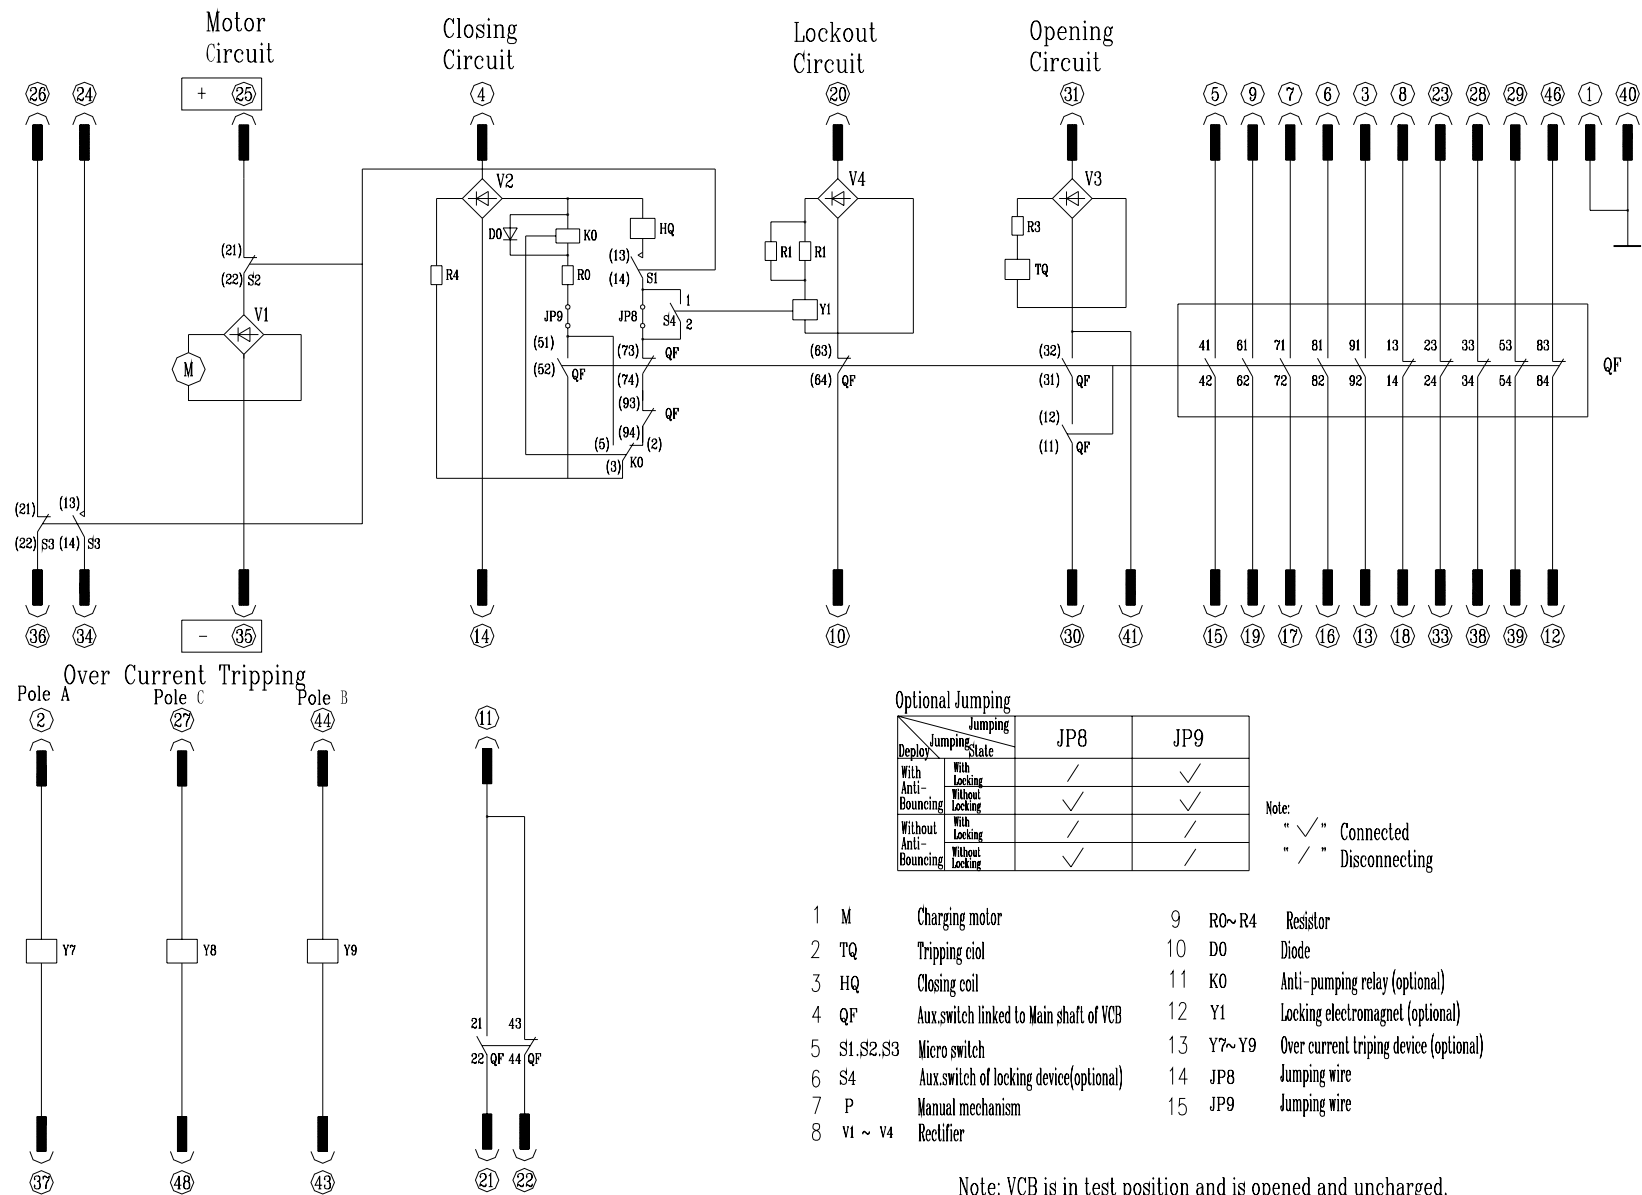 Motor
Circuit
Closing
Circuit
Lockout
Circuit
Opening
Circuit
26 24 + 25 4 20 31 5 9 7 6 3 8 23 28 29 46 1 40
V2 V4 V3
D0 K0 HQ R3
(21) (13) R1 R1
(22) S2 R4 R0 (14) S1 TQ
V1 JP9 JP8 S4 1 2 Y1
(51) (73) QF (63) (32) 41 61 71 81 91 13 23 33 53 83
M (52) QF (74) (64) QF (31) QF 42 62 72 82 92 14 24 34 54 84 QF
(93) QF (12)
(94) (5) (2) (11) QF
(3) K0
(21) (13)
(22) S3 (14) S3
36 34 - 35 14 10 30 41 15 19 17 16 13 18 33 38 39 12
Over Current Tripping
Pole A Pole C Pole B
2 27 44 11
Y7 Y8 Y9
21 43
22 QF 44 QF
37 48 43 21 22
Optional Jumping
Jumping
Jumping State
Deploy
JP8 JP9
With Anti-Bouncing With Locking / √
Without Locking √ √
Without Anti-Bouncing With Locking / /
Without Locking √ /
Note:
“ √ ” Connected
“ / ” Disconnecting
1 M Charging motor
2 TQ Tripping ciol
3 HQ Closing coil
4 QF Aux.switch linked to Main shaft of VCB
5 S1.S2.S3 Micro switch
6 S4 Aux.switch of locking device(optional)
7 P Manual mechanism
8 V1 ~ V4 Rectifier
9 R0~R4 Resistor
10 D0 Diode
11 K0 Anti-pumping relay (optional)
12 Y1 Locking electromagnet (optional)
13 Y7~Y9 Over current triping device (optional)
14 JP8 Jumping wire
15 JP9 Jumping wire
Note: VCB is in test position and is opened and uncharged.